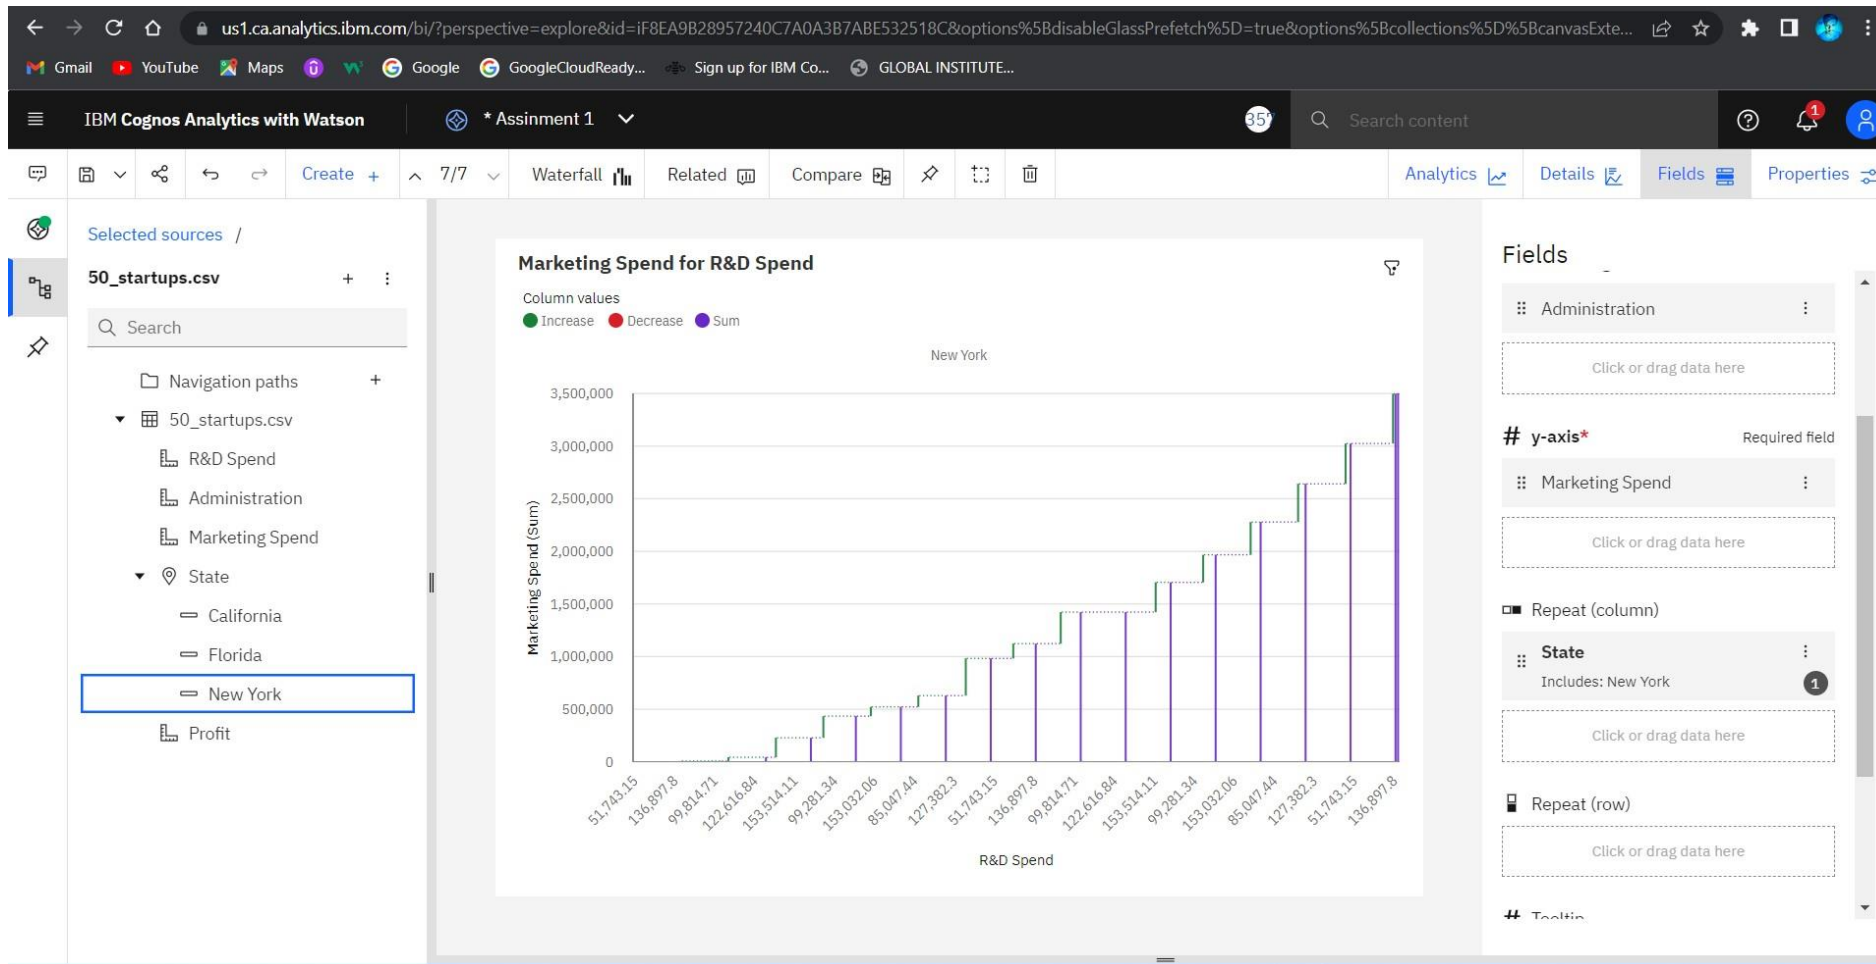 us1.ca.analytics.ibm.com/bi/?perspective=explore&id=iF8EA9B28957240C7A0A3B7ABE532518C&options%5BdisableGlassPrefetch%5D=true&options%5Bcollections%5D%5BcanvasExte...
Gmail YouTube Maps Google GoogleCloudReady... Sign up for IBM Co... GLOBAL INSTITUTE...
IBM Cognos Analytics with Watson * Assinment 1 357 Search content 1
Create + 7/7 Waterfall Related Compare Analytics Details Fields Properties
Selected sources /
50_startups.csv
Search
Navigation paths
50_startups.csv
R&D Spend
Administration
Marketing Spend
State
California
Florida
New York
Profit
Marketing Spend for R&D Spend
Column values
Increase Decrease Sum
New York
3,500,000
3,000,000
2,500,000
2,000,000
1,500,000
1,000,000
500,000
0
Marketing Spend (Sum)
51,743.15 136,897.8 99,814.71 122,616.84 153,514.11 99,281.34 153,032.06 85,047.44 127,382.3 51,743.15 136,897.8 99,814.71 122,616.84 153,514.11 99,281.34 153,032.06 85,047.44 127,382.3 51,743.15 136,897.8
R&D Spend
Fields
Administration
Click or drag data here
# y-axis* Required field
Marketing Spend
Click or drag data here
Repeat (column)
State
Includes: New York 1
Click or drag data here
Repeat (row)
Click or drag data here
# Tooltip